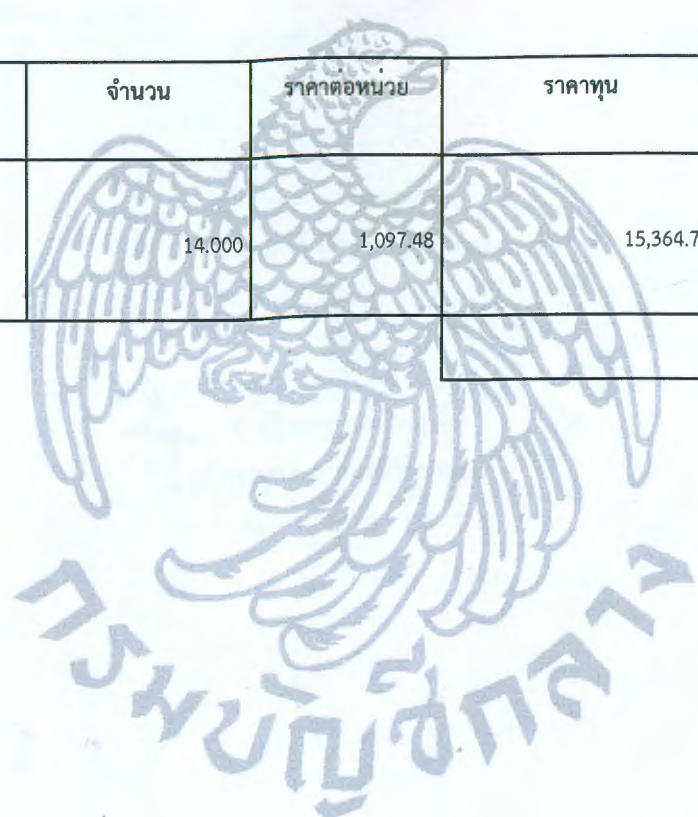 จำนวน ราคาต่อหน่วย ราคาทุน
14.000 1,097.48 15,364.7
กรมบัญชีกลาง